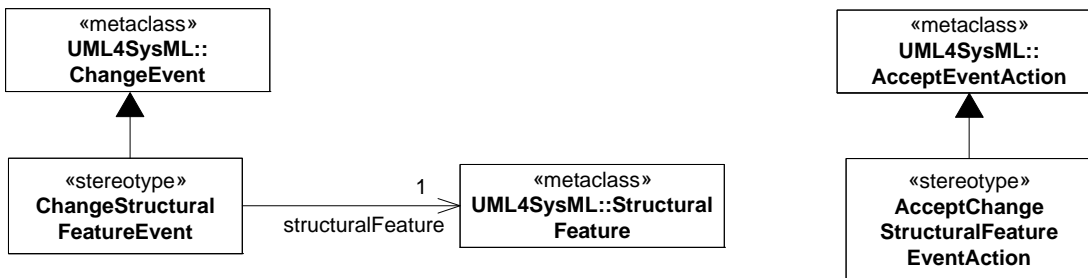 «metaclass»
UML4SysML::
ChangeEvent
«metaclass»
UML4SysML::
AcceptEventAction
«stereotype»
ChangeStructural
FeatureEvent
1
structuralFeature
«metaclass»
UML4SysML::Structural
Feature
«stereotype»
AcceptChange
StructuralFeature
EventAction